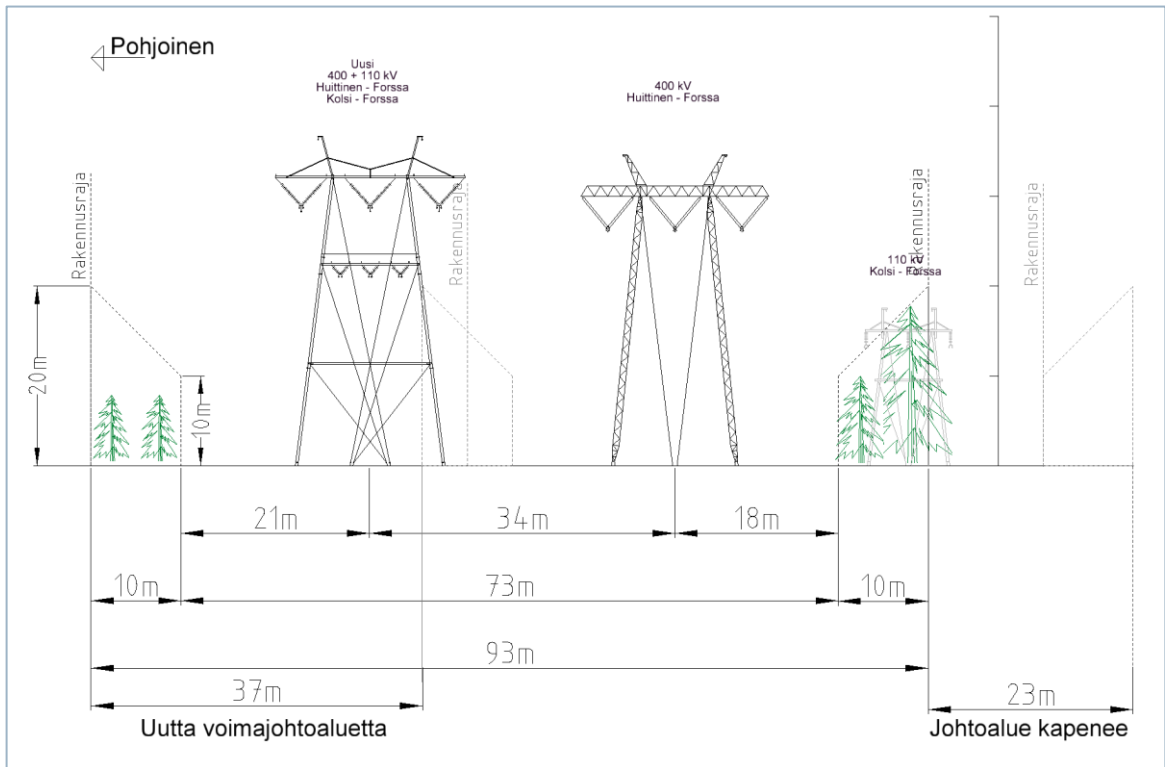 Pohjoinen
Uusi
400 + 110 kV
Huittinen - Forssa
Kolsi - Forssa
400 kV
Huittinen - Forssa
Rakennusraja
Rakennusraja
Rakennusraja
110 kV
Kolsi - Forssa
Rakennusraja
20m
10m
21m
34m
18m
10m
73m
10m
93m
37m
23m
Uutta voimajohtoaluetta
Johtoalue kapenee